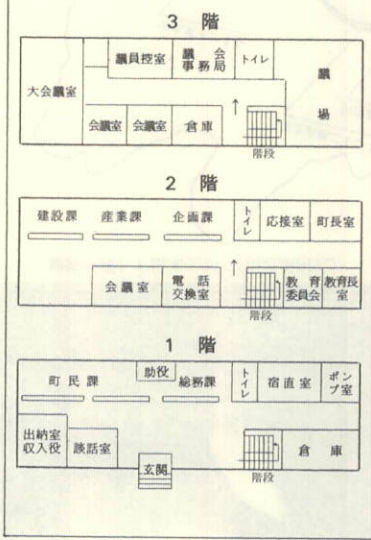 3 階
議員控室 議会事務局 トイレ
大会議室
議場
会議室 会議室 倉庫 ↑
階段
2 階
建設課 産業課 企画課 トイレ 応接室 町長室
会議室 電話交換室 ↑ 教育委員会 教育長室
階段
1 階
町民課 助役 総務課 トイレ 宿直室 ポンプ室
出納室 収入役 談話室 倉庫
玄関 階段